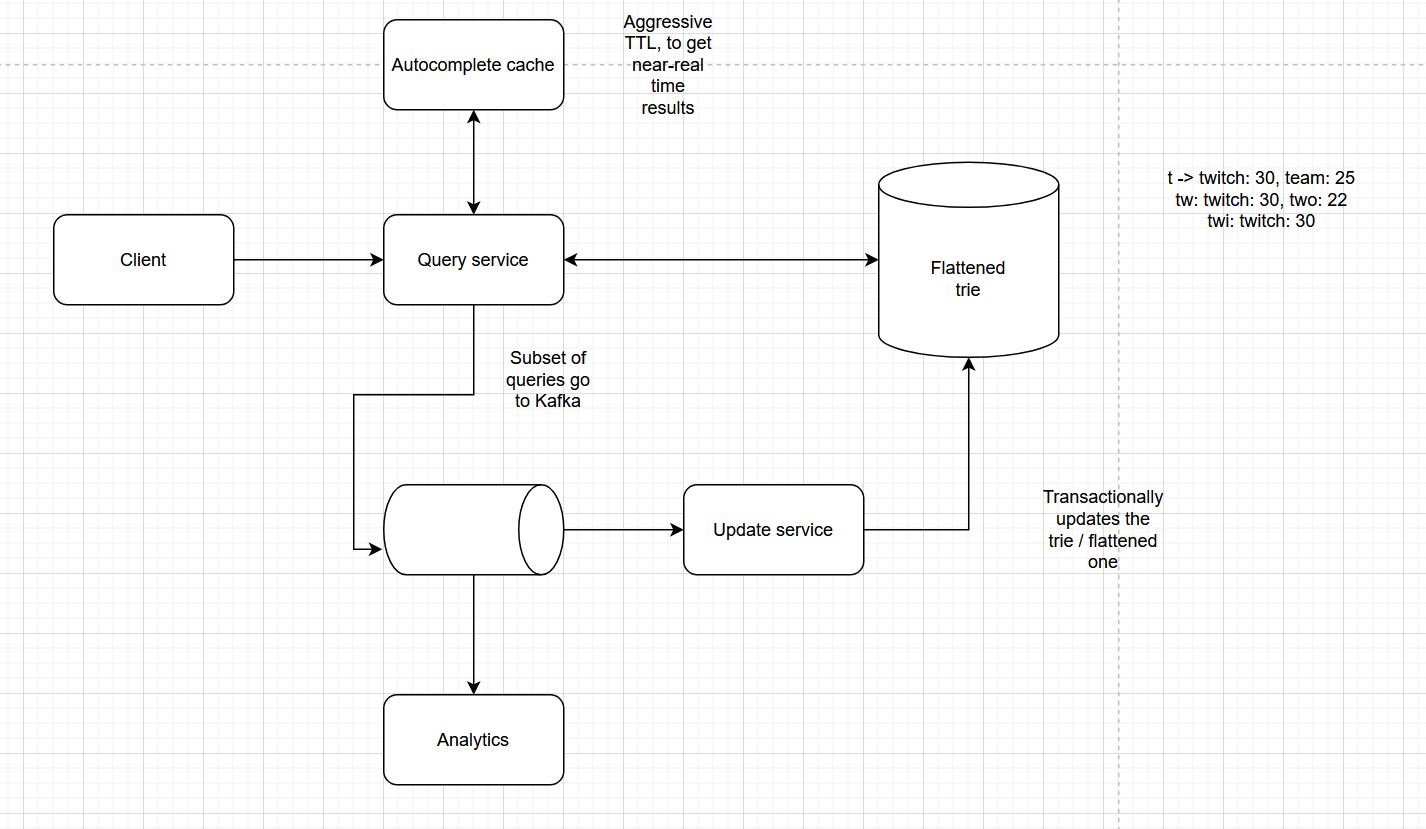 Autocomplete cache
Aggressive
TTL, to get
near-real
time
results
t -> twitch: 30, team: 25
tw: twitch: 30, two: 22
twi: twitch: 30
Client
Query service
Flattened
trie
Subset of
queries go
to Kafka
Update service
Transactionally
updates the
trie / flattened
one
Analytics